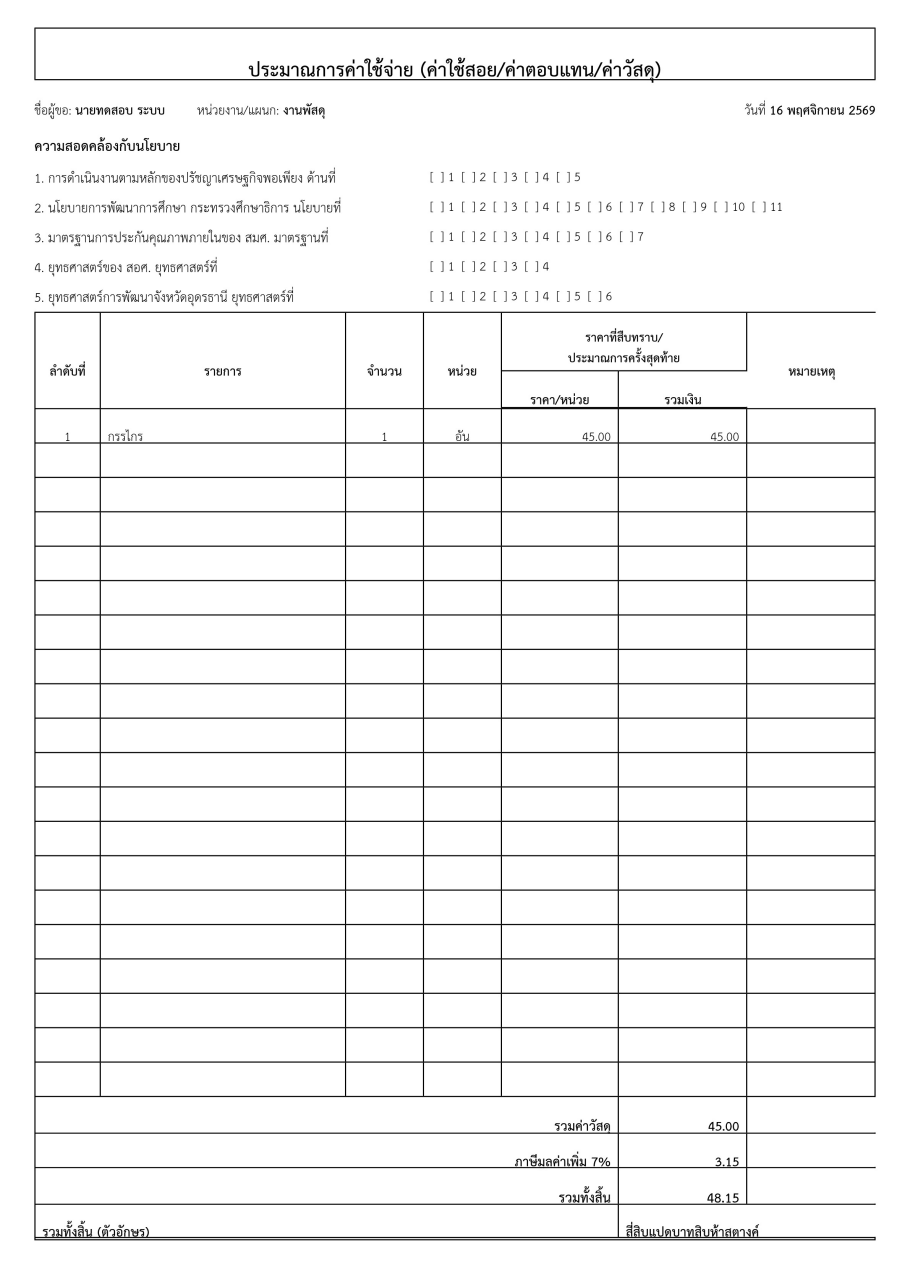 ประมาณการค่าใช้จ่าย (ค่าใช้สอย/ค่าตอบแทน/ค่าวัสดุ)
ชื่อผู้ขอ: นายทดสอบ ระบบ หน่วยงาน/แผนก: งานพัสดุ วันที่ 16 พฤศจิกายน 2569
ความสอดคล้องกับนโยบาย
1. การดำเนินงานตามหลักของปรัชญาเศรษฐกิจพอเพียง ด้านที่ [ ] 1 [ ] 2 [ ] 3 [ ] 4 [ ] 5
2. นโยบายการพัฒนาการศึกษา กระทรวงศึกษาธิการ นโยบายที่ [ ] 1 [ ] 2 [ ] 3 [ ] 4 [ ] 5 [ ] 6 [ ] 7 [ ] 8 [ ] 9 [ ] 10 [ ] 11
3. มาตรฐานการประกันคุณภาพภายในของ สมศ. มาตรฐานที่ [ ] 1 [ ] 2 [ ] 3 [ ] 4 [ ] 5 [ ] 6 [ ] 7
4. ยุทธศาสตร์ของ สอศ. ยุทธศาสตร์ที่ [ ] 1 [ ] 2 [ ] 3 [ ] 4
5. ยุทธศาสตร์การพัฒนาจังหวัดอุดรธานี ยุทธศาสตร์ที่ [ ] 1 [ ] 2 [ ] 3 [ ] 4 [ ] 5 [ ] 6
ราคาที่สืบทราบ/
ประมาณการครั้งสุดท้าย
ลำดับที่ รายการ จำนวน หน่วย หมายเหตุ
ราคา/หน่วย รวมเงิน
1 กรรไกร 1 อัน 45.00 45.00
รวมค่าวัสดุ 45.00
ภาษีมูลค่าเพิ่ม 7% 3.15
รวมทั้งสิ้น 48.15
รวมทั้งสิ้น (ตัวอักษร) สี่สิบแปดบาทสิบห้าสตางค์